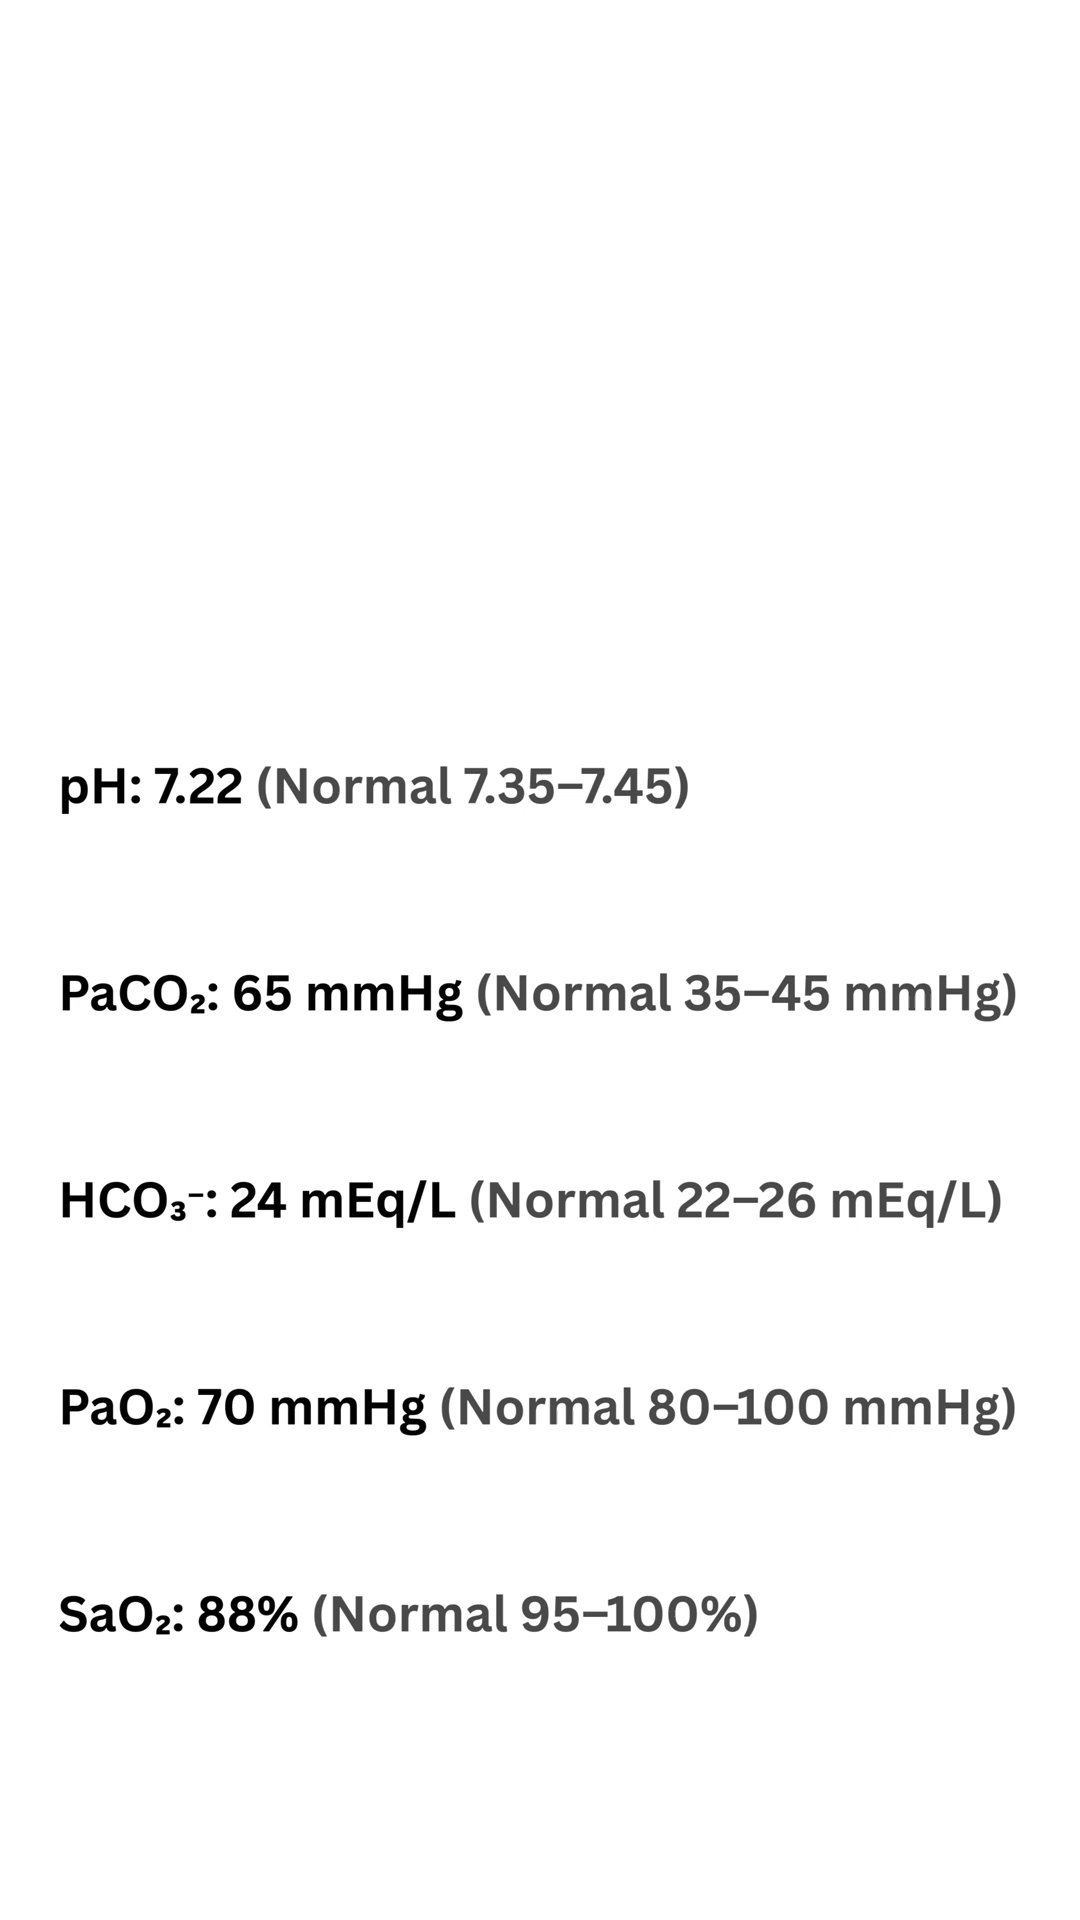 pH: 7.22 (Normal 7.35–7.45)
PaCO₂: 65 mmHg (Normal 35–45 mmHg)
HCO₃⁻: 24 mEq/L (Normal 22–26 mEq/L)
PaO₂: 70 mmHg (Normal 80–100 mmHg)
SaO₂: 88% (Normal 95–100%)